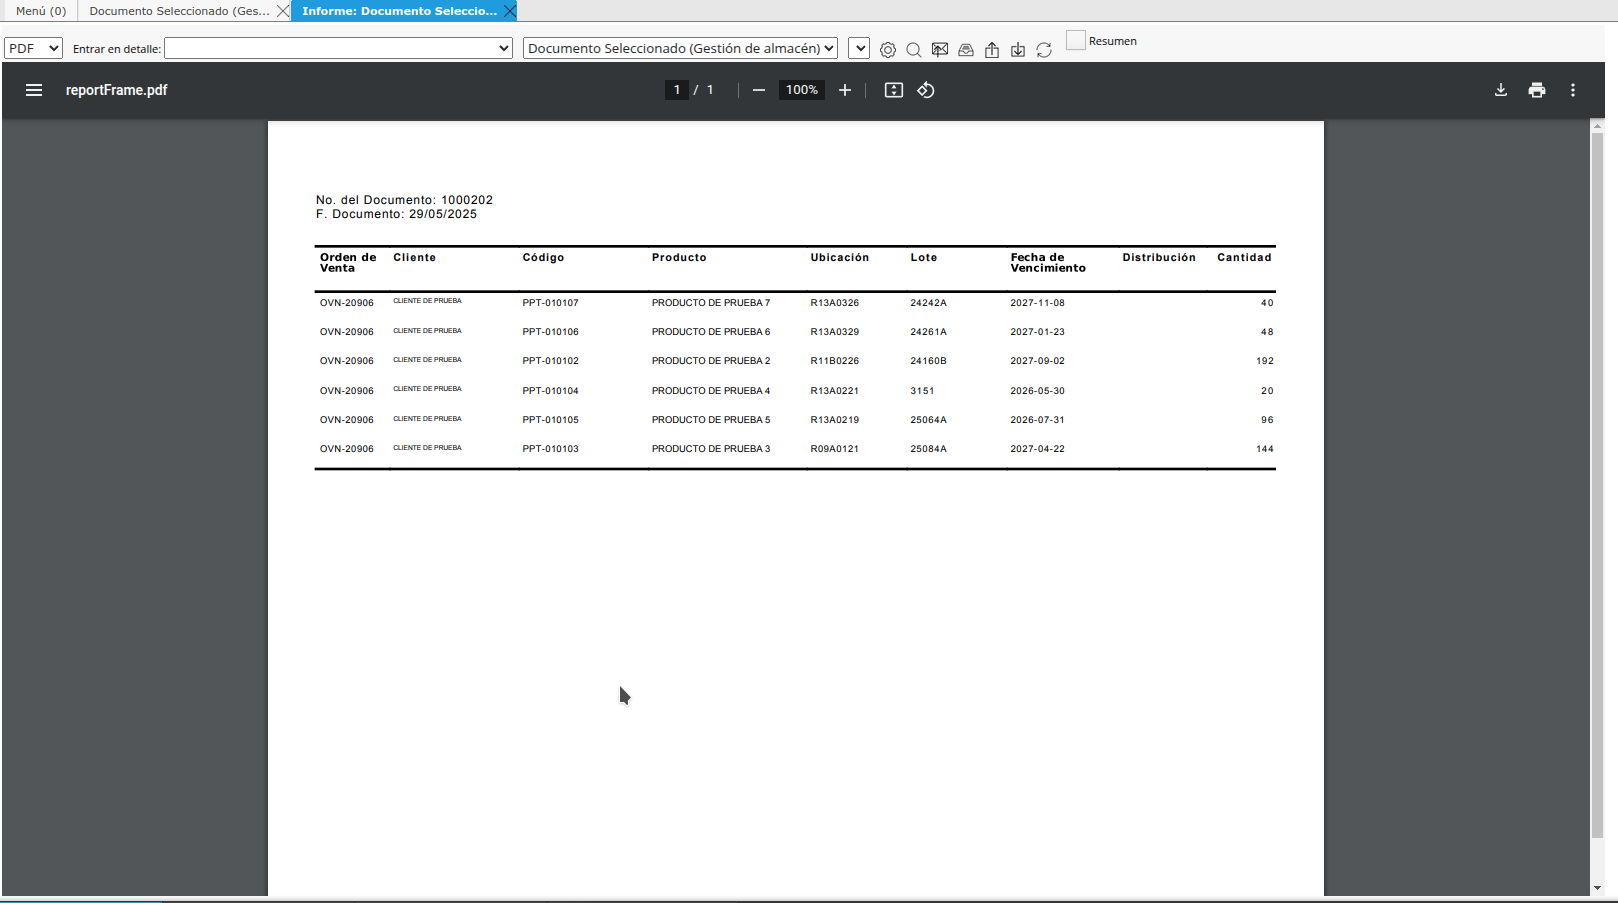 Menú (0) Documento Seleccionado (Ges... Informe: Documento Seleccio...
PDF Entrar en detalle: Documento Seleccionado (Gestión de almacén) Resumen
reportFrame.pdf 1 / 1 100%
No. del Documento: 1000202
F. Documento: 29/05/2025
Orden de Venta Cliente Código Producto Ubicación Lote Fecha de Vencimiento Distribución Cantidad
OVN-20906 CLIENTE DE PRUEBA PPT-010107 PRODUCTO DE PRUEBA 7 R13A0326 24242A 2027-11-08 40
OVN-20906 CLIENTE DE PRUEBA PPT-010106 PRODUCTO DE PRUEBA 6 R13A0329 24261A 2027-01-23 48
OVN-20906 CLIENTE DE PRUEBA PPT-010102 PRODUCTO DE PRUEBA 2 R11B0226 24160B 2027-09-02 192
OVN-20906 CLIENTE DE PRUEBA PPT-010104 PRODUCTO DE PRUEBA 4 R13A0221 3151 2026-05-30 20
OVN-20906 CLIENTE DE PRUEBA PPT-010105 PRODUCTO DE PRUEBA 5 R13A0219 25064A 2026-07-31 96
OVN-20906 CLIENTE DE PRUEBA PPT-010103 PRODUCTO DE PRUEBA 3 R09A0121 25084A 2027-04-22 144